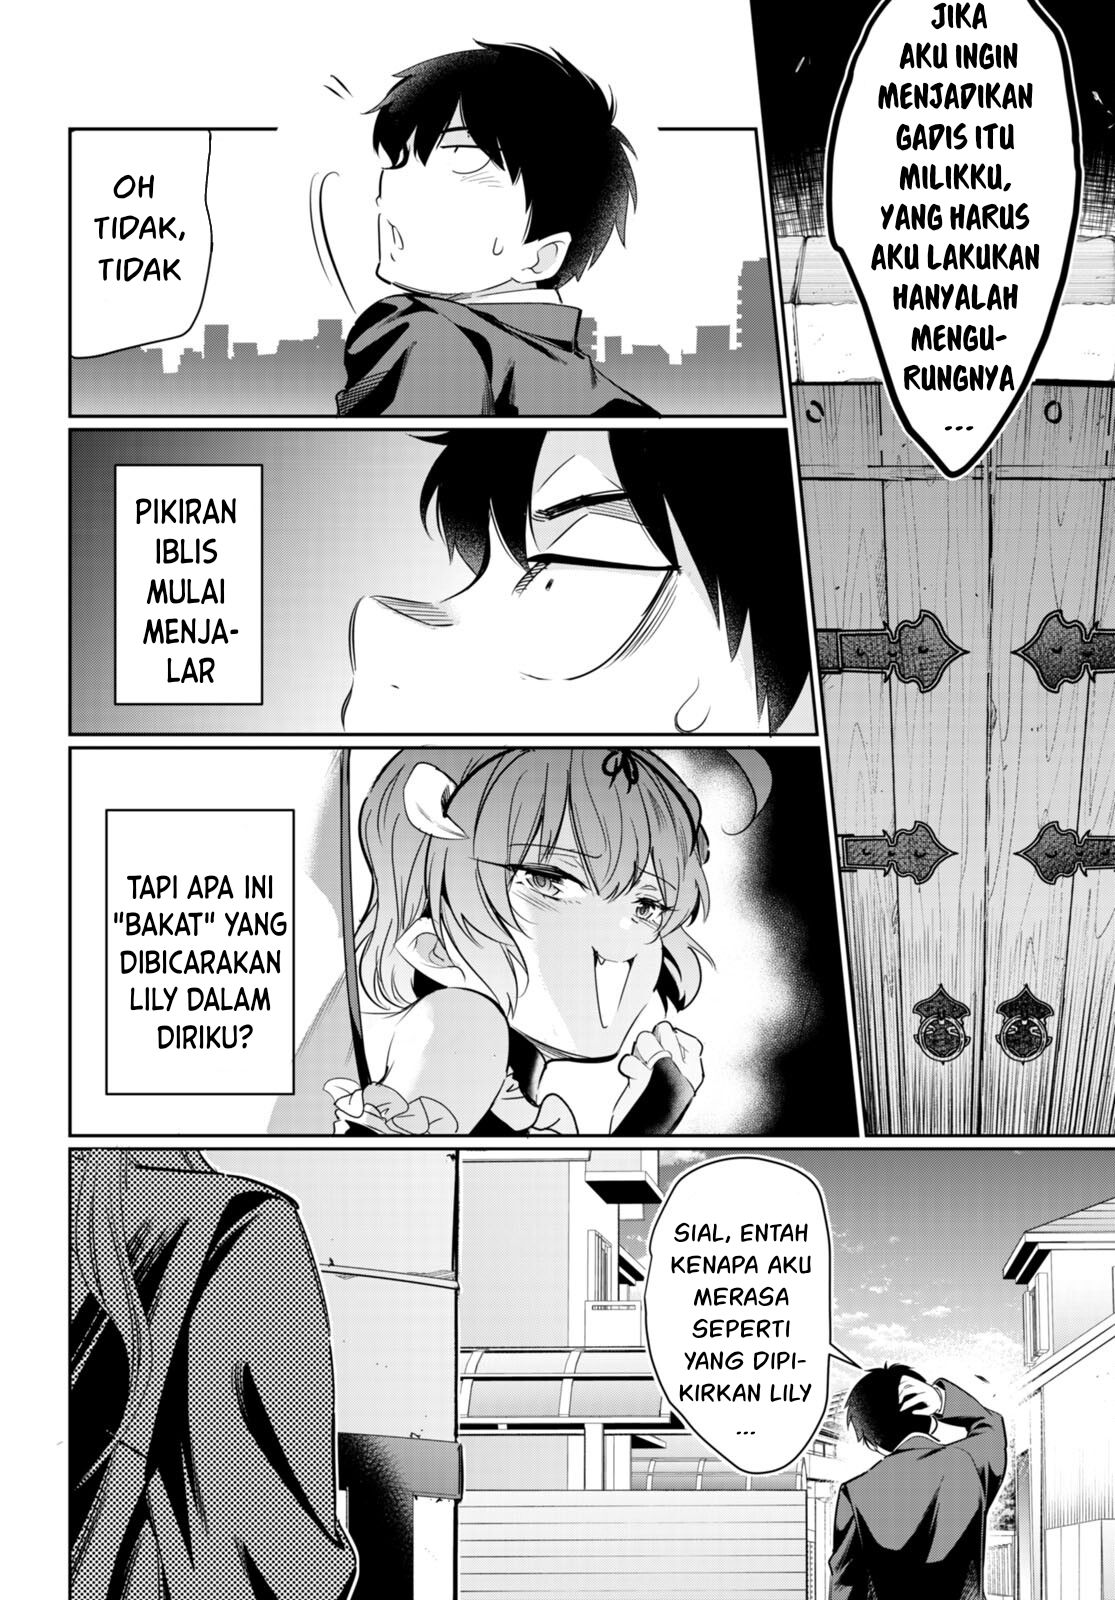 JIKA
AKU INGIN
MENJADIKAN
GADIS ITU
MILIKKU,
YANG HARUS
AKU LAKUKAN
HANYALAH
MENGU-
RUNGNYA
...
OH
TIDAK,
TIDAK
PIKIRAN
IBLIS
MULAI
MENJA-
LAR
TAPI APA INI
"BAKAT" YANG
DIBICARAKAN
LILY DALAM
DIRIKU?
SIAL, ENTAH
KENAPA AKU
MERASA
SEPERTI
YANG DIPI-
KIRKAN LILY
...